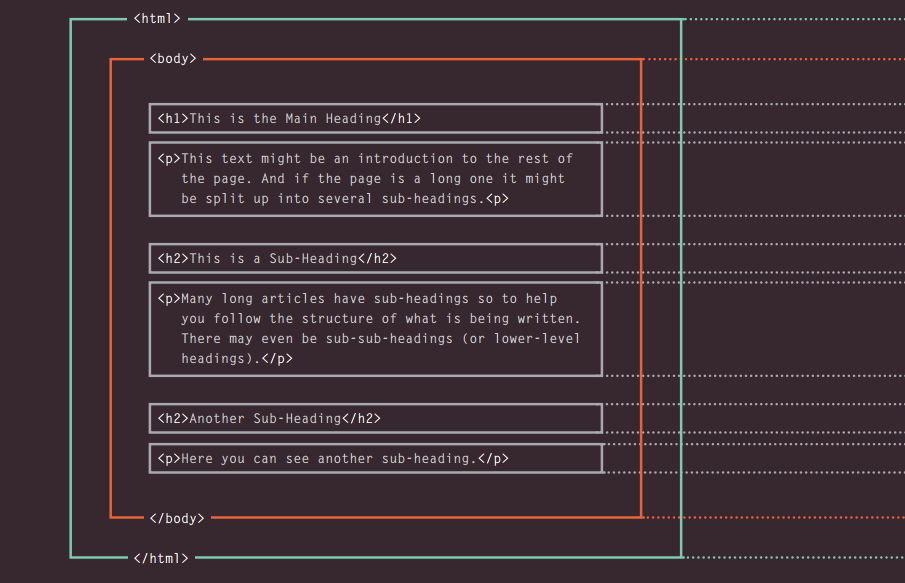 <html>
<body>
<h1>This is the Main Heading</h1>
<p>This text might be an introduction to the rest of
the page. And if the page is a long one it might
be split up into several sub-headings.<p>
<h2>This is a Sub-Heading</h2>
<p>Many long articles have sub-headings so to help
you follow the structure of what is being written.
There may even be sub-sub-headings (or lower-level
headings).</p>
<h2>Another Sub-Heading</h2>
<p>Here you can see another sub-heading.</p>
</body>
</html>